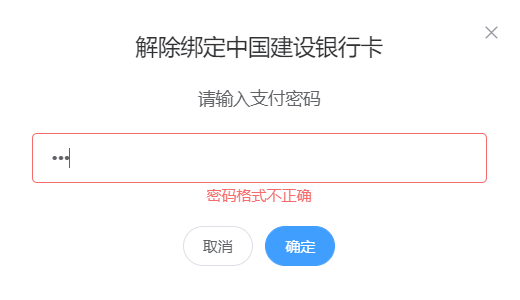 解除绑定中国建设银行卡
请输入支付密码
•••
密码格式不正确
取消
确定